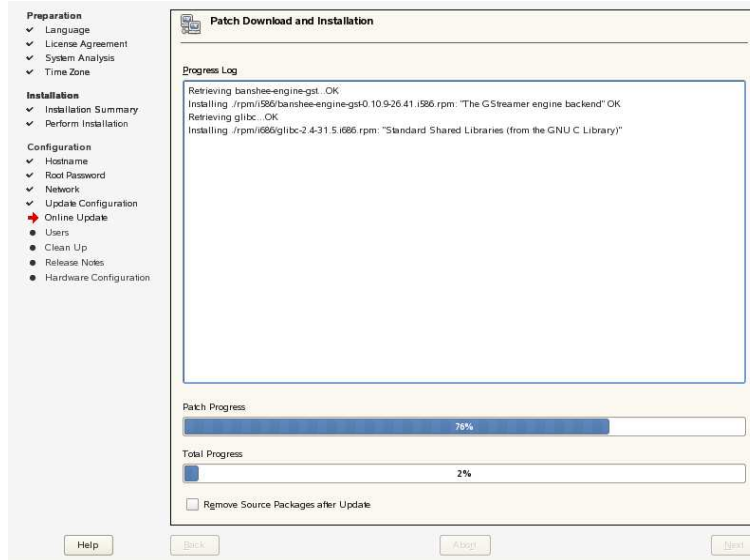 Preparation
Language
License Agreement
System Analysis
Time Zone
Installation
Installation Summary
Perform Installation
Configuration
Hostname
Root Password
Network
Update Configuration
Online Update
Users
Clean Up
Release Notes
Hardware Configuration
Patch Download and Installation
Progress Log
Retrieving banshee-engine-gst...OK
Installing ./rpm/i586/banshee-engine-gst-0.10.9-26.41.i586.rpm: "The GStreamer engine backend" OK
Retrieving glibc...OK
Installing ./rpm/i686/glibc-2.4-31.5.i686.rpm: "Standard Shared Libraries (from the GNU C Library)"
Patch Progress
76%
Total Progress
2%
Remove Source Packages after Update
Help
Back
Abort
Next